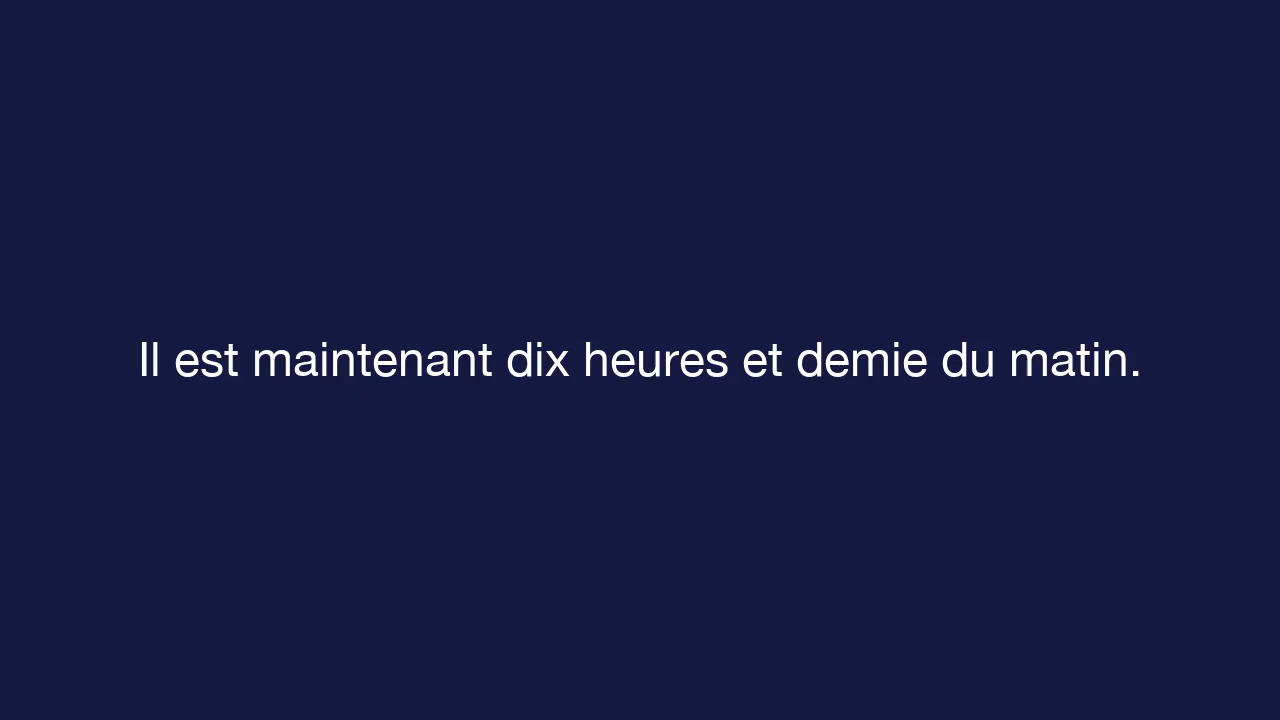 Il est maintenant dix heures et demie du matin.